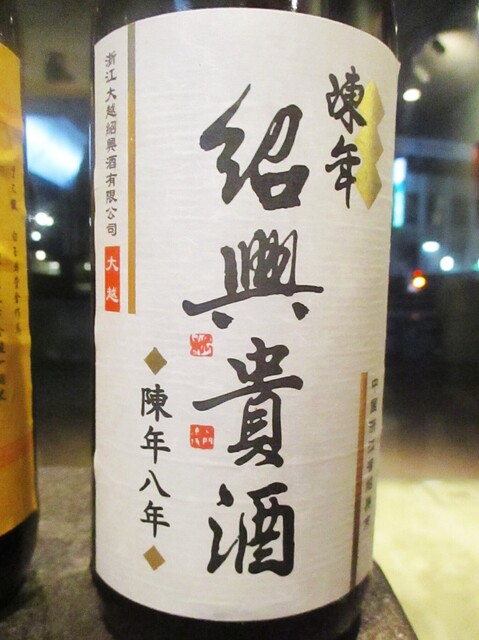 陳年
紹興貴酒
陳年八年
浙江大越紹興酒有限公司
大越